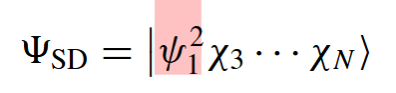 Ψ_SD = |ψ_1^2 χ_3 ⋯ χ_N⟩